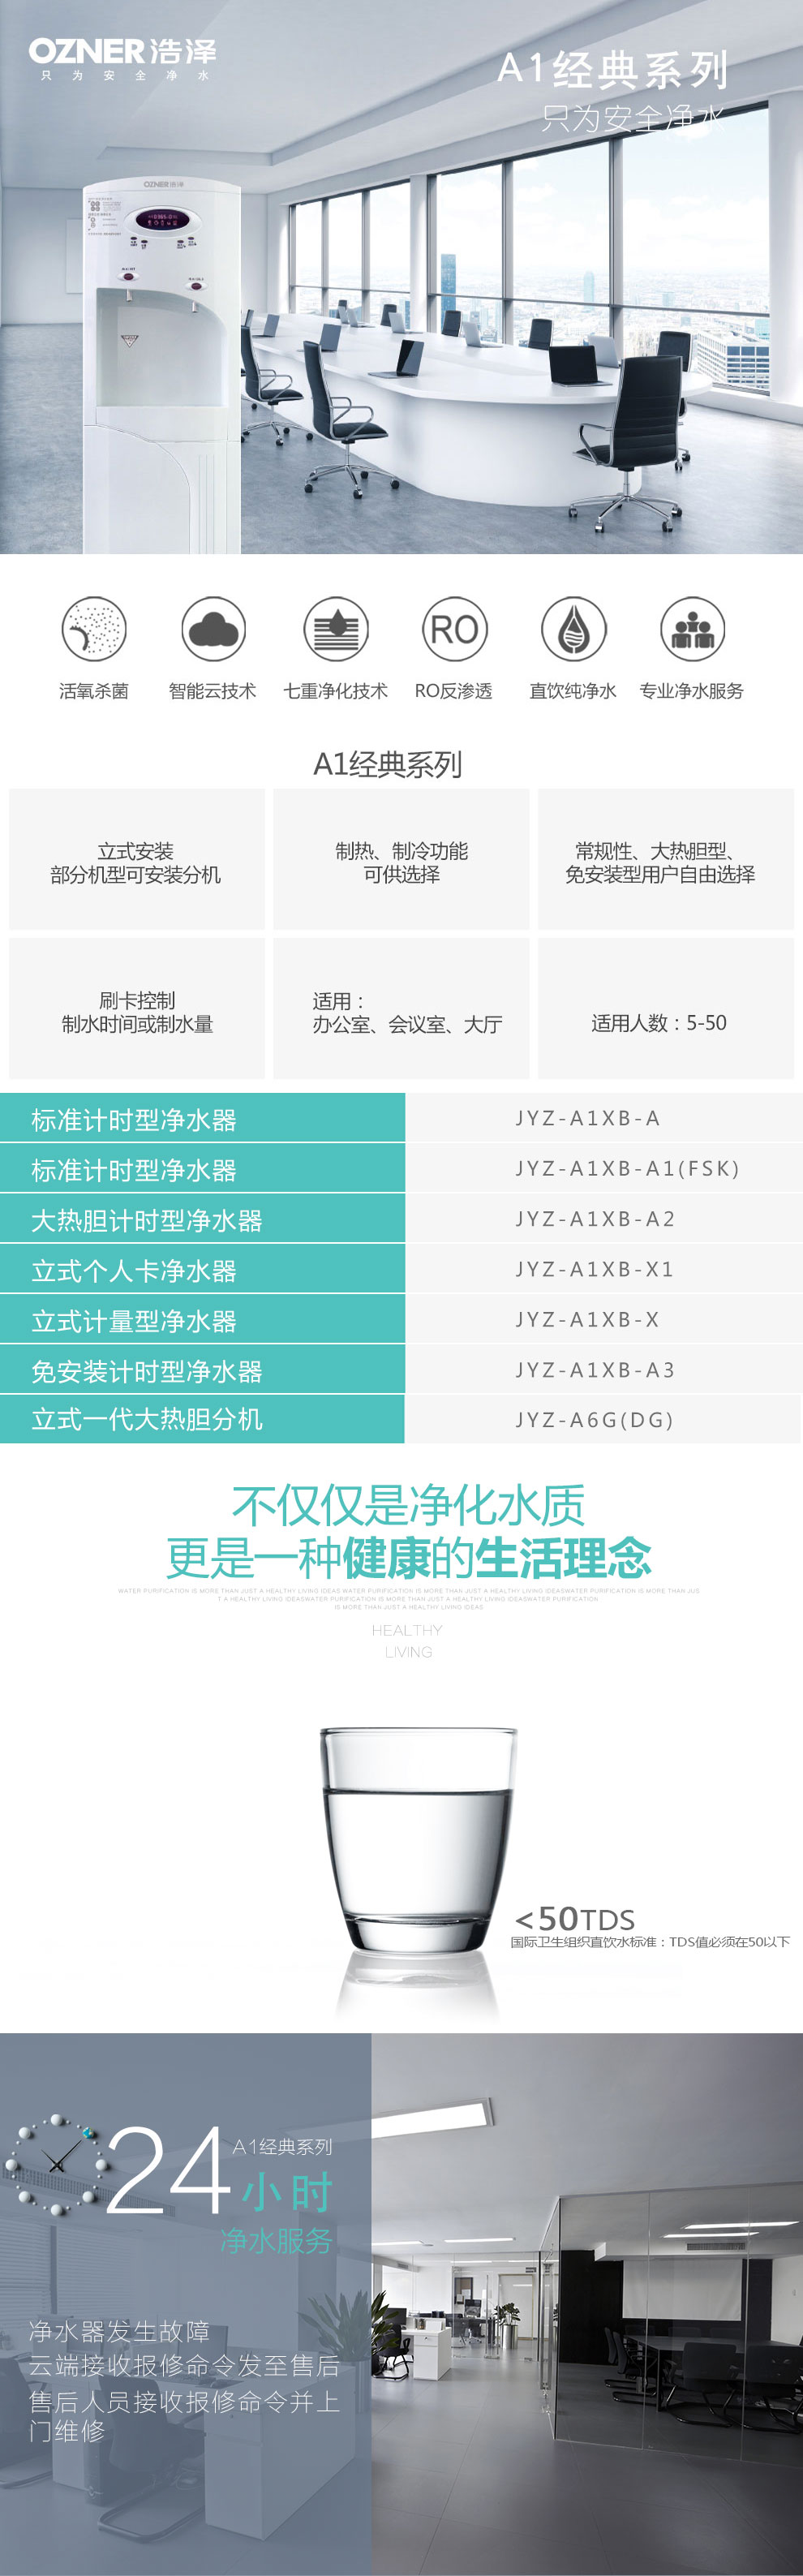 OZNER浩泽
只为安全净水
A1经典系列
只为安全净水
OZNER浩泽
活氧杀菌
智能云技术
七重净化技术
RO
RO反渗透
直饮纯净水
专业净水服务
A1经典系列
立式安装
部分机型可安装分机
制热、制冷功能
可供选择
常规性、大热胆型、
免安装型用户自由选择
刷卡控制
制水时间或制水量
适用：
办公室、会议室、大厅
适用人数：5-50
标准计时型净水器 JYZ-A1XB-A
标准计时型净水器 JYZ-A1XB-A1(FSK)
大热胆计时型净水器 JYZ-A1XB-A2
立式个人卡净水器 JYZ-A1XB-X1
立式计量型净水器 JYZ-A1XB-X
免安装计时型净水器 JYZ-A1XB-A3
立式一代大热胆分机 JYZ-A6G(DG)
不仅仅是净化水质
更是一种健康的生活理念
WATER PURIFICATION IS MORE THAN JUST A HEALTHY LIVING IDEAS WATER PURIFICATION IS MORE THAN JUST A HEALTHY LIVING IDEASWATER PURIFICATION IS MORE THAN JUS
T A HEALTHY LIVING IDEASWATER PURIFICATION IS MORE THAN JUST A HEALTHY LIVING IDEASWATER PURIFICATION
IS MORE THAN JUST A HEALTHY LIVING IDEAS
HEALTHY
LIVING
<50TDS
国际卫生组织直饮水标准：TDS值必须在50以下
24
A1经典系列
小时
净水服务
净水器发生故障
云端接收报修命令发至售后
售后人员接收报修命令并上
门维修